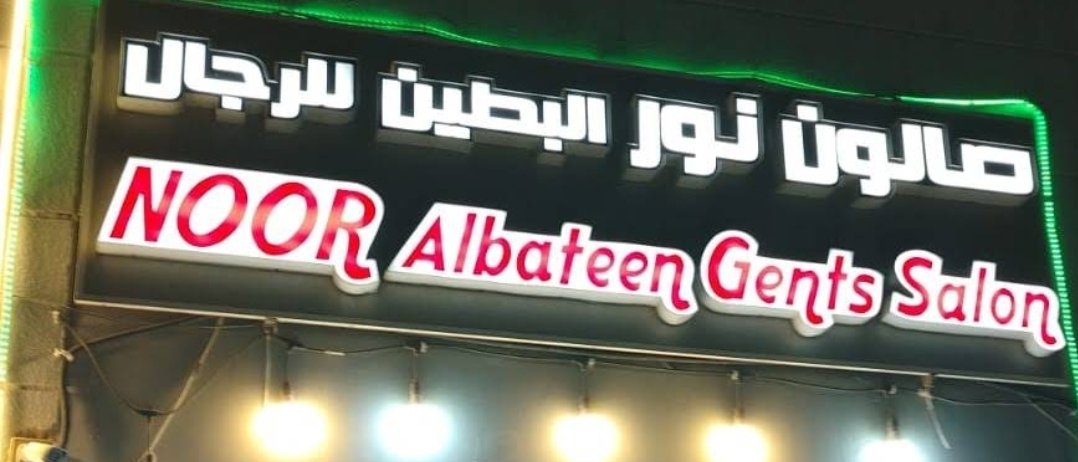 صالون نور البطين للرجال
NOOR Albateen Gents Salon